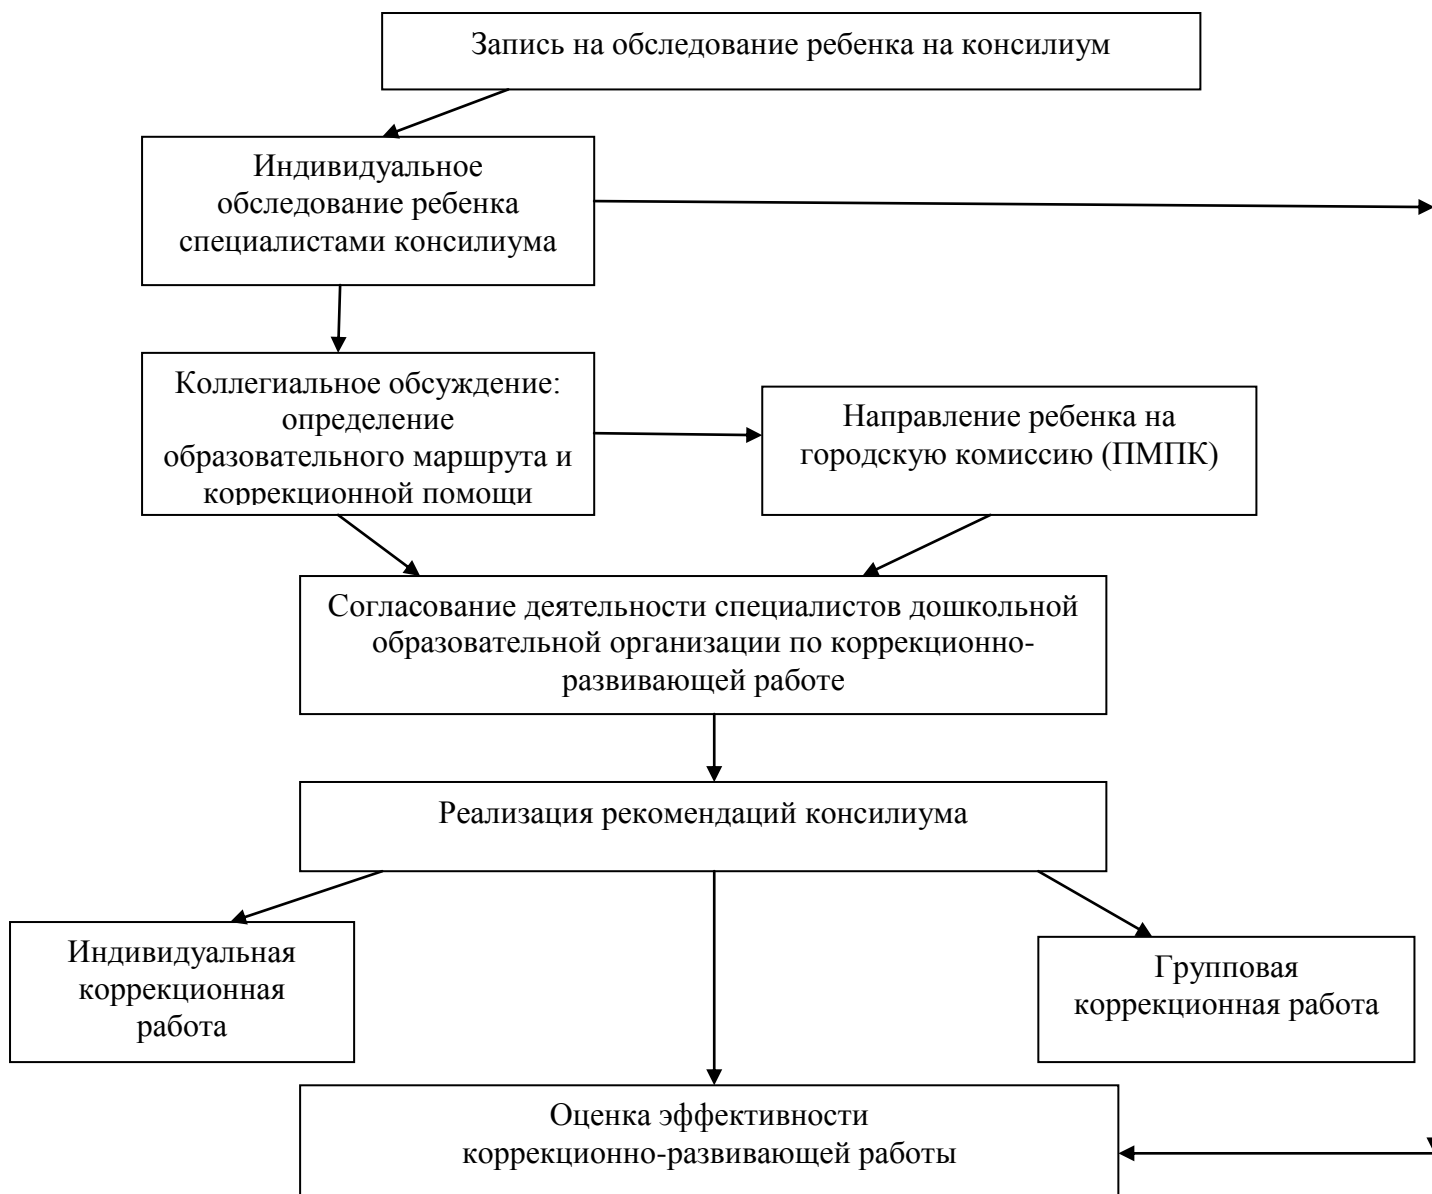 Запись на обследование ребенка на консилиум
Индивидуальное
обследование ребенка
специалистами консилиума
Коллегиальное обсуждение:
определение
образовательного маршрута и
коррекционной помощи
Направление ребенка на
городскую комиссию (ПМПК)
Согласование деятельности специалистов дошкольной
образовательной организации по коррекционно-
развивающей работе
Реализация рекомендаций консилиума
Индивидуальная
коррекционная
работа
Групповая
коррекционная работа
Оценка эффективности
коррекционно-развивающей работы